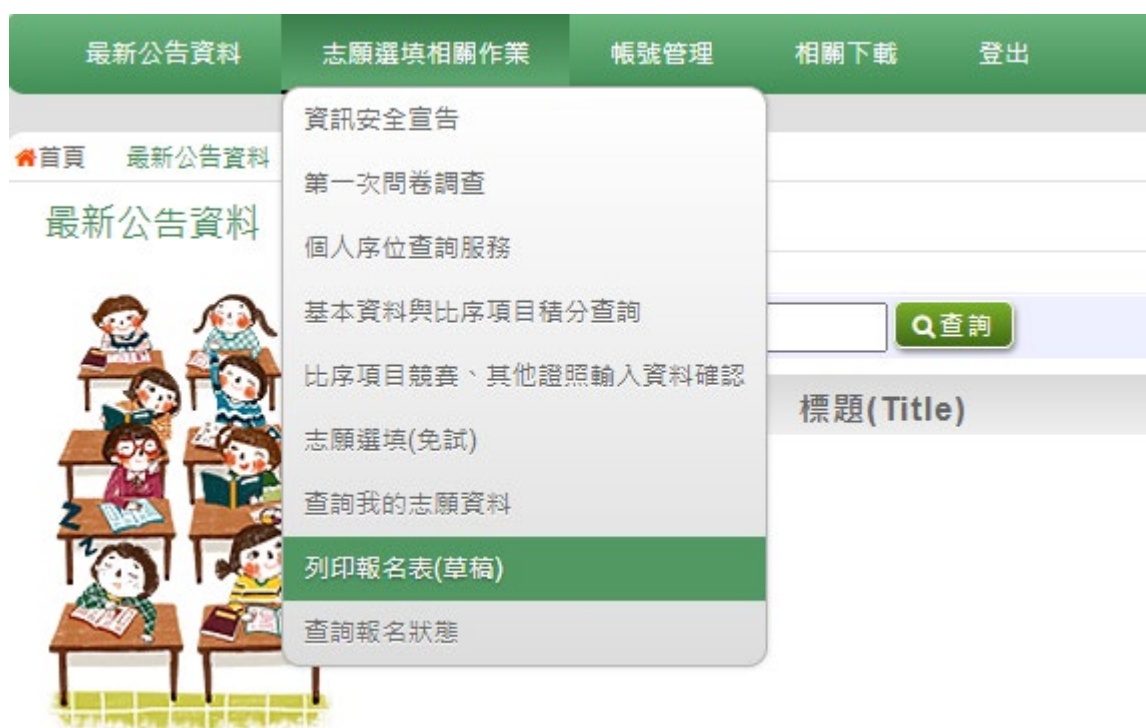 最新公告資料 志願選填相關作業 帳號管理 相關下載 登出
資訊安全宣告
首頁 最新公告資料
第一次問卷調查
最新公告資料
個人序位查詢服務
基本資料與比序項目積分查詢
查詢
比序項目競賽、其他證照輸入資料確認
標題(Title)
志願選填(免試)
查詢我的志願資料
列印報名表(草稿)
查詢報名狀態
Z
Z
z